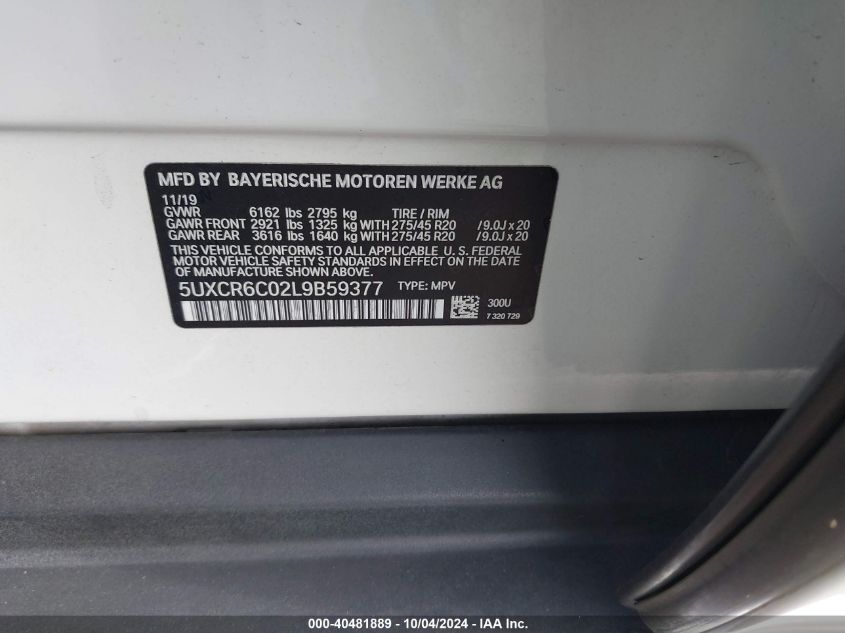 MFD BY BAYERISCHE MOTOREN WERKE AG
11/19
GVWR 6162 lbs 2795 kg TIRE / RIM
GAWR FRONT 2921 lbs 1325 kg WITH 275/45 R20 /9.0J x 20
GAWR REAR 3616 lbs 1640 kg WITH 275/45 R20 /9.0J x 20
THIS VEHICLE CONFORMS TO ALL APPLICABLE U. S. FEDERAL
MOTOR VEHICLE SAFETY STANDARDS IN EFFECT ON THE DATE
OF MANUFACTURE SHOWN ABOVE.
5UXCR6C02L9B59377 TYPE: MPV
300U
7 320 729
000-40481889 - 10/04/2024 - IAA Inc.